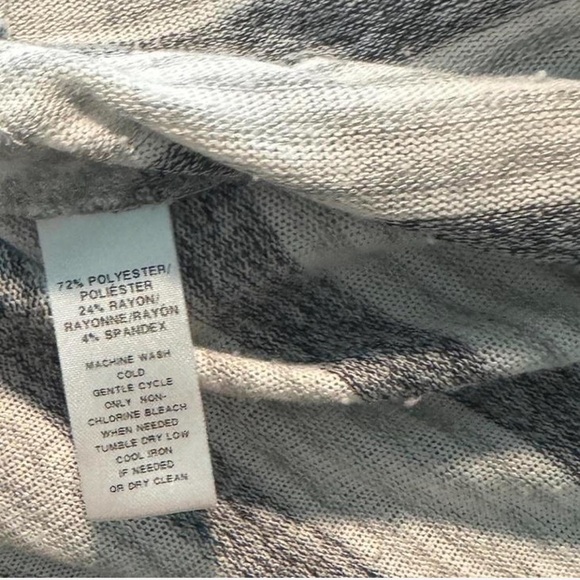 72% POLYESTER/
POLIÉSTER
24% RAYON/
RAYONNE/RAYON
4% SPANDEX
MACHINE WASH
COLD
GENTLE CYCLE
ONLY NON-
CHLORINE BLEACH
WHEN NEEDED
TUMBLE DRY LOW
COOL IRON
IF NEEDED
OR DRY CLEAN